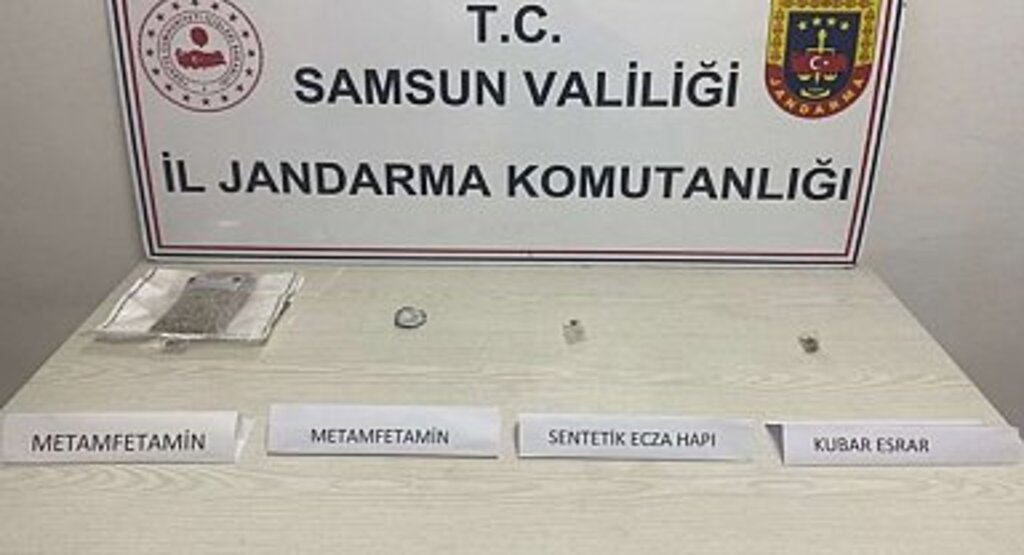 T.C.
SAMSUN VALİLİĞİ
İL JANDARMA KOMUTANLIĞI
JANDARMA
METAMFETAMİN
METAMFETAMİN
SENTETİK ECZA HAPI
KUBAR ESRAR